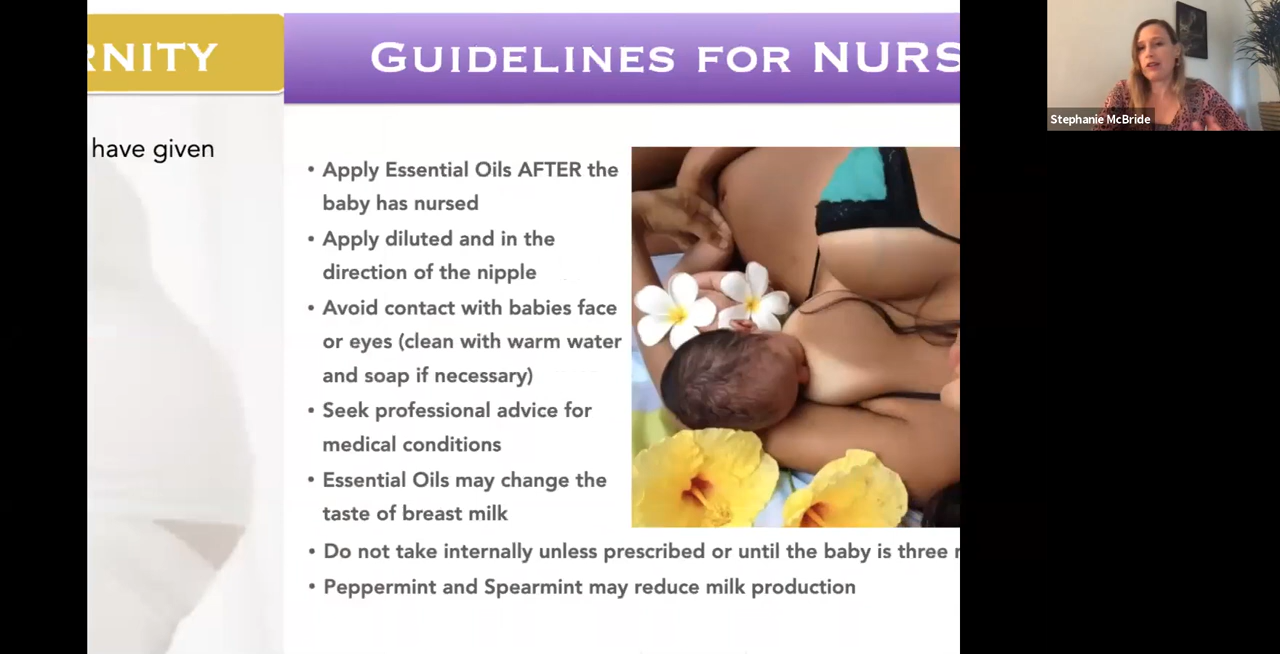 RNITY
have given
GUIDELINES FOR NURS
• Apply Essential Oils AFTER the
baby has nursed
• Apply diluted and in the
direction of the nipple
• Avoid contact with babies face
or eyes (clean with warm water
and soap if necessary)
• Seek professional advice for
medical conditions
• Essential Oils may change the
taste of breast milk
• Do not take internally unless prescribed or until the baby is three
• Peppermint and Spearmint may reduce milk production
Stephanie McBride